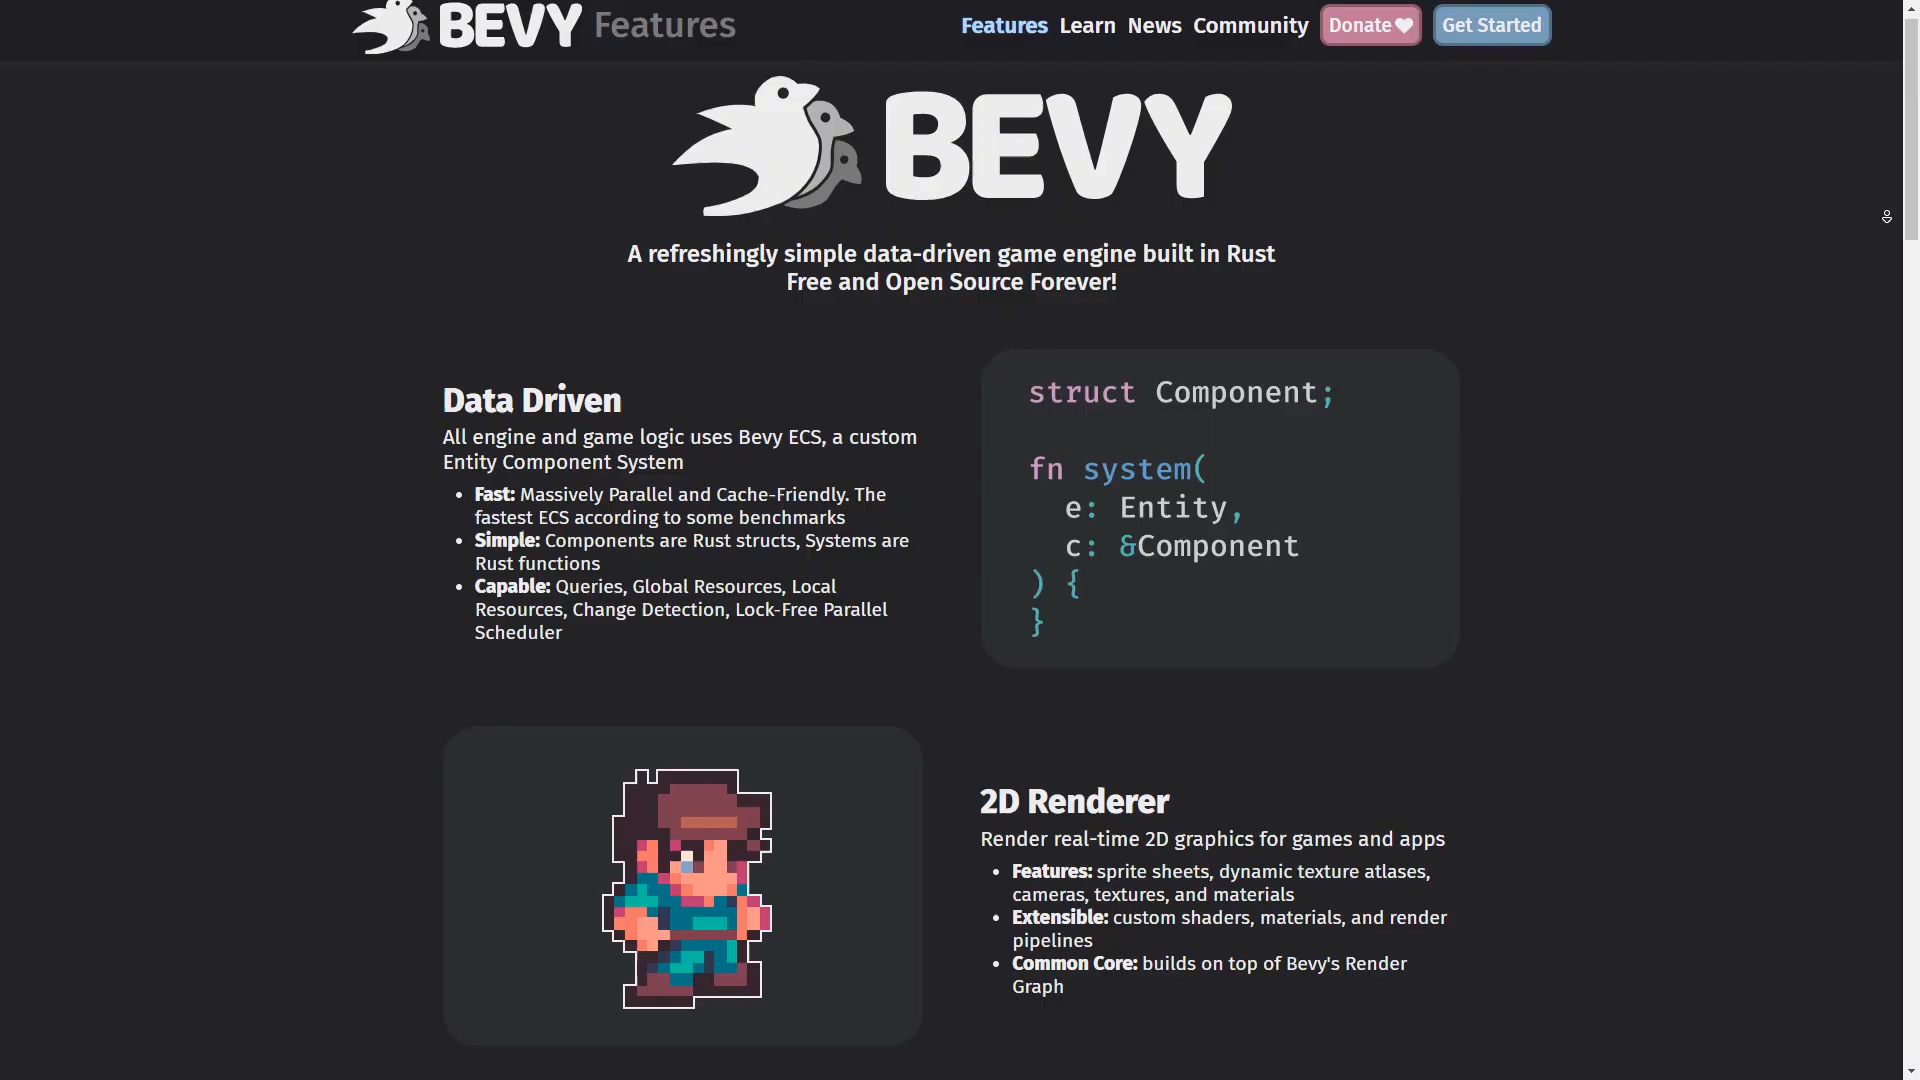 BEVY Features
Features Learn News Community Donate Get Started
BEVY
A refreshingly simple data-driven game engine built in Rust
Free and Open Source Forever!
Data Driven
All engine and game logic uses Bevy ECS, a custom
Entity Component System
• Fast: Massively Parallel and Cache-Friendly. The
fastest ECS according to some benchmarks
• Simple: Components are Rust structs, Systems are
Rust functions
• Capable: Queries, Global Resources, Local
Resources, Change Detection, Lock-Free Parallel
Scheduler
struct Component;
fn system(
e: Entity,
c: &Component
) {
}
2D Renderer
Render real-time 2D graphics for games and apps
• Features: sprite sheets, dynamic texture atlases,
cameras, textures, and materials
• Extensible: custom shaders, materials, and render
pipelines
• Common Core: builds on top of Bevy's Render
Graph